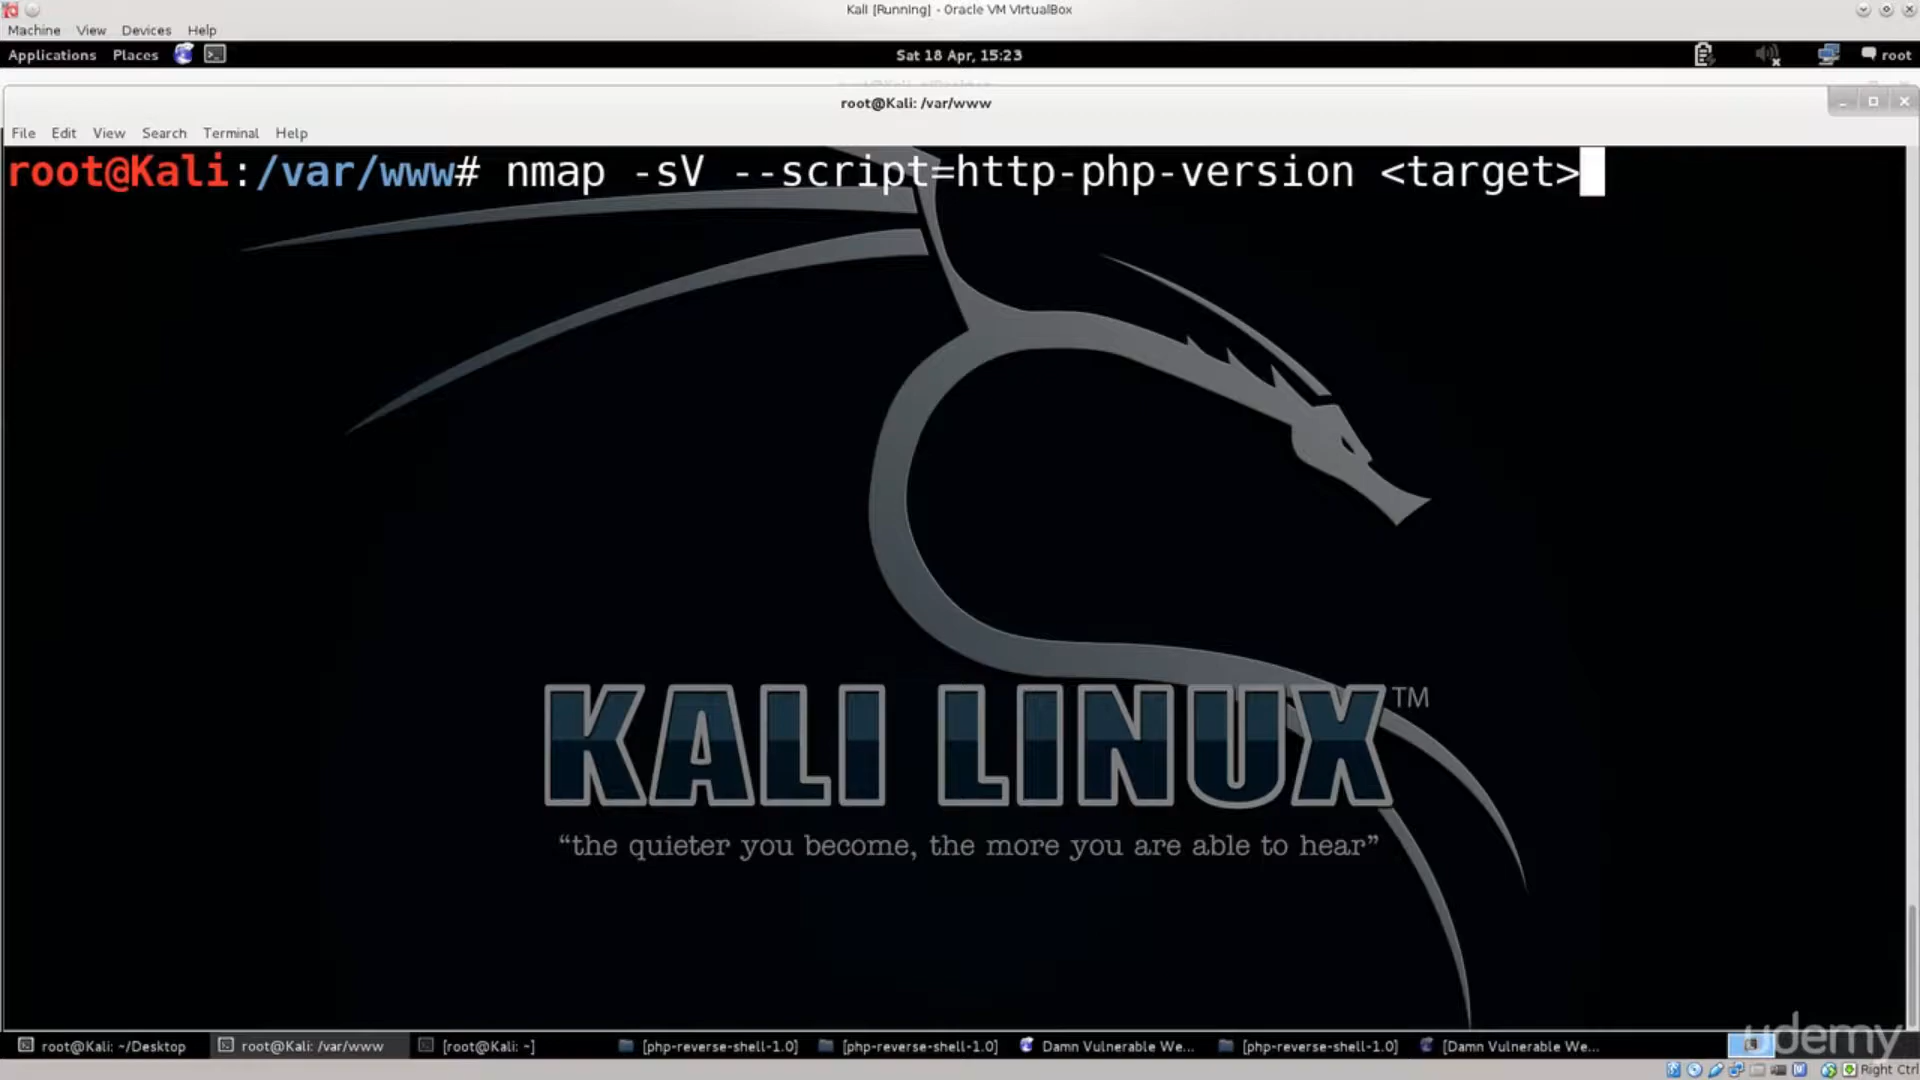 Kali [Running] - Oracle VM VirtualBox
Machine View Devices Help
Applications Places Sat 18 Apr, 15:23 root
root@Kali: /var/www
File Edit View Search Terminal Help
root@Kali:/var/www# nmap -sV --script=http-php-version <target>
KALI LINUX™
“the quieter you become, the more you are able to hear”
root@Kali: ~/Desktop root@Kali: /var/www [root@Kali: ~] [php-reverse-shell-1.0] [php-reverse-shell-1.0] Damn Vulnerable We... [php-reverse-shell-1.0] [Damn Vulnerable We...
udemy
Right Ctrl